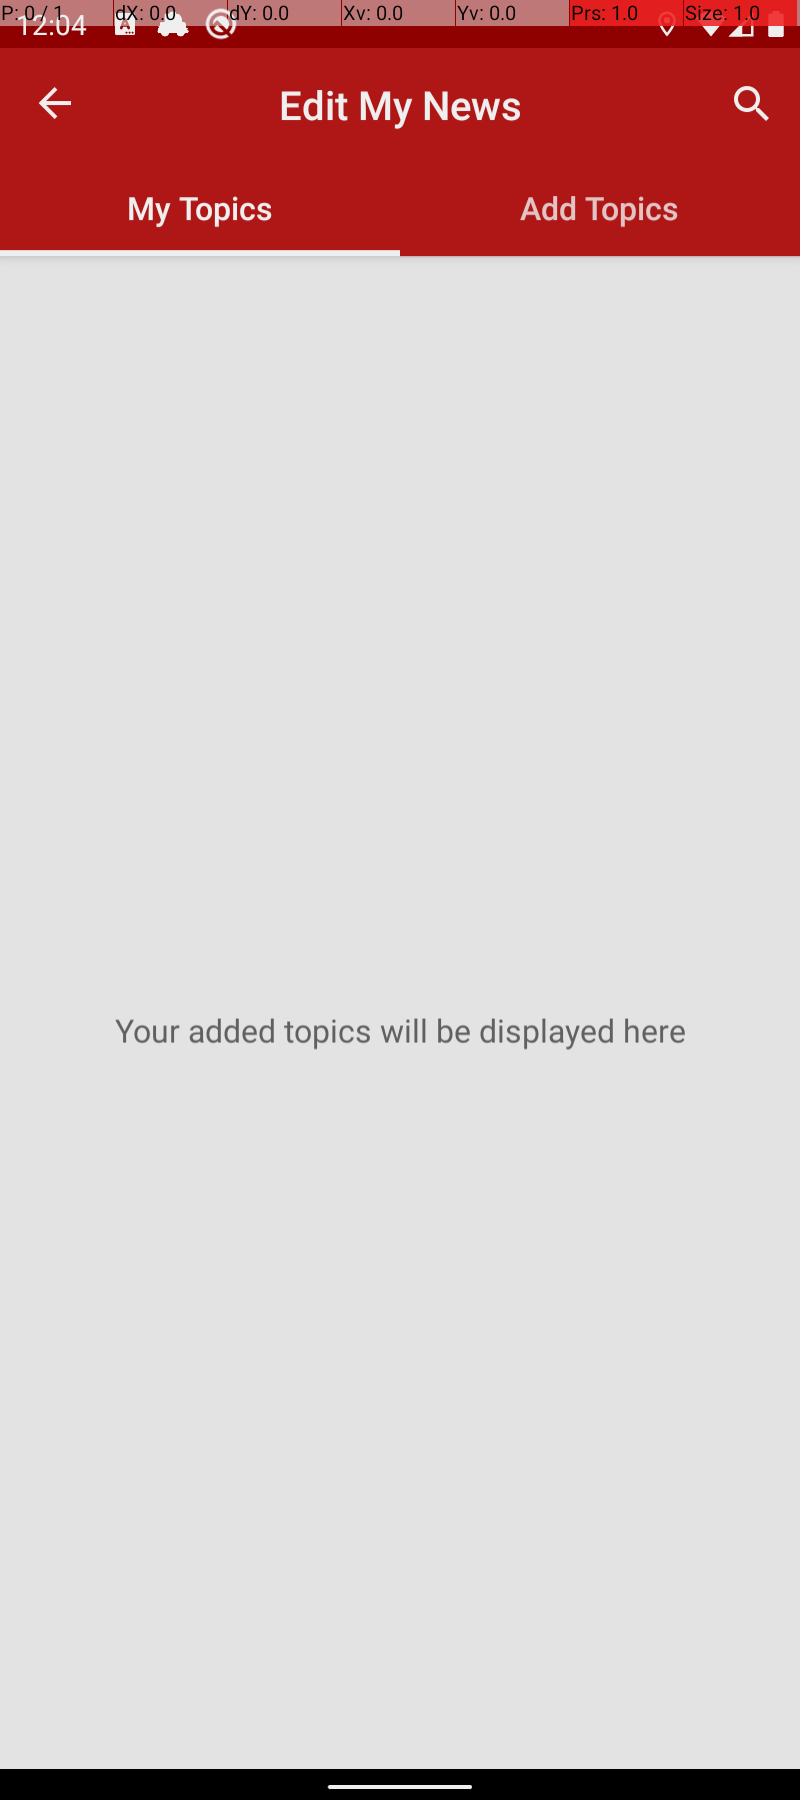 P: 0 / 1 dX: 0.0 dY: 0.0 Xv: 0.0 Yv: 0.0 Prs: 1.0 Size: 1.0
12:04
Edit My News
My Topics Add Topics
Your added topics will be displayed here